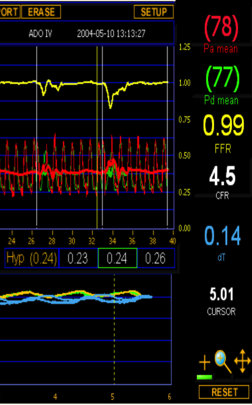 ORT ERASE SETUP
ADO IV 2004-05-10 13:13:27
(78)
Pa mean
(77)
Pd mean
0.99
FFR
4.5
CFR
0.14
dT
5.01
CURSOR
1.25
1.00
0.75
0.50
0.25
0.00
24 26 28 30 32 34 36 38 40
Hyp (0.24) 0.23 0.24 0.26
4 5 6
RESET